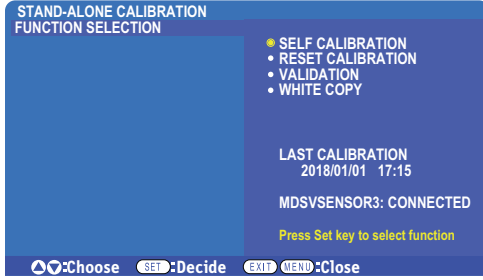 STAND-ALONE CALIBRATION
FUNCTION SELECTION
SELF CALIBRATION
RESET CALIBRATION
VALIDATION
WHITE COPY
LAST CALIBRATION
2018/01/01 17:15
MDSVSENSOR3: CONNECTED
Press Set key to select function
:Choose SET:Decide EXIT MENU:Close